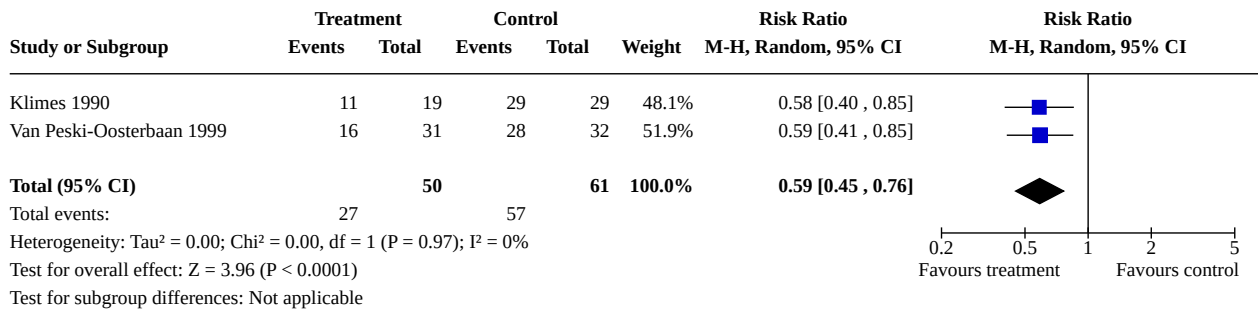 Treatment Control Risk Ratio Risk Ratio
Study or Subgroup Events Total Events Total Weight M-H, Random, 95% CI M-H, Random, 95% CI
Klimes 1990 11 19 29 29 48.1% 0.58 [0.40 , 0.85]
Van Peski-Oosterbaan 1999 16 31 28 32 51.9% 0.59 [0.41 , 0.85]
Total (95% CI) 50 61 100.0% 0.59 [0.45 , 0.76]
Total events: 27 57
Heterogeneity: Tau² = 0.00; Chi² = 0.00, df = 1 (P = 0.97); I² = 0%
0.2 0.5 1 2 5
Test for overall effect: Z = 3.96 (P < 0.0001) Favours treatment Favours control
Test for subgroup differences: Not applicable